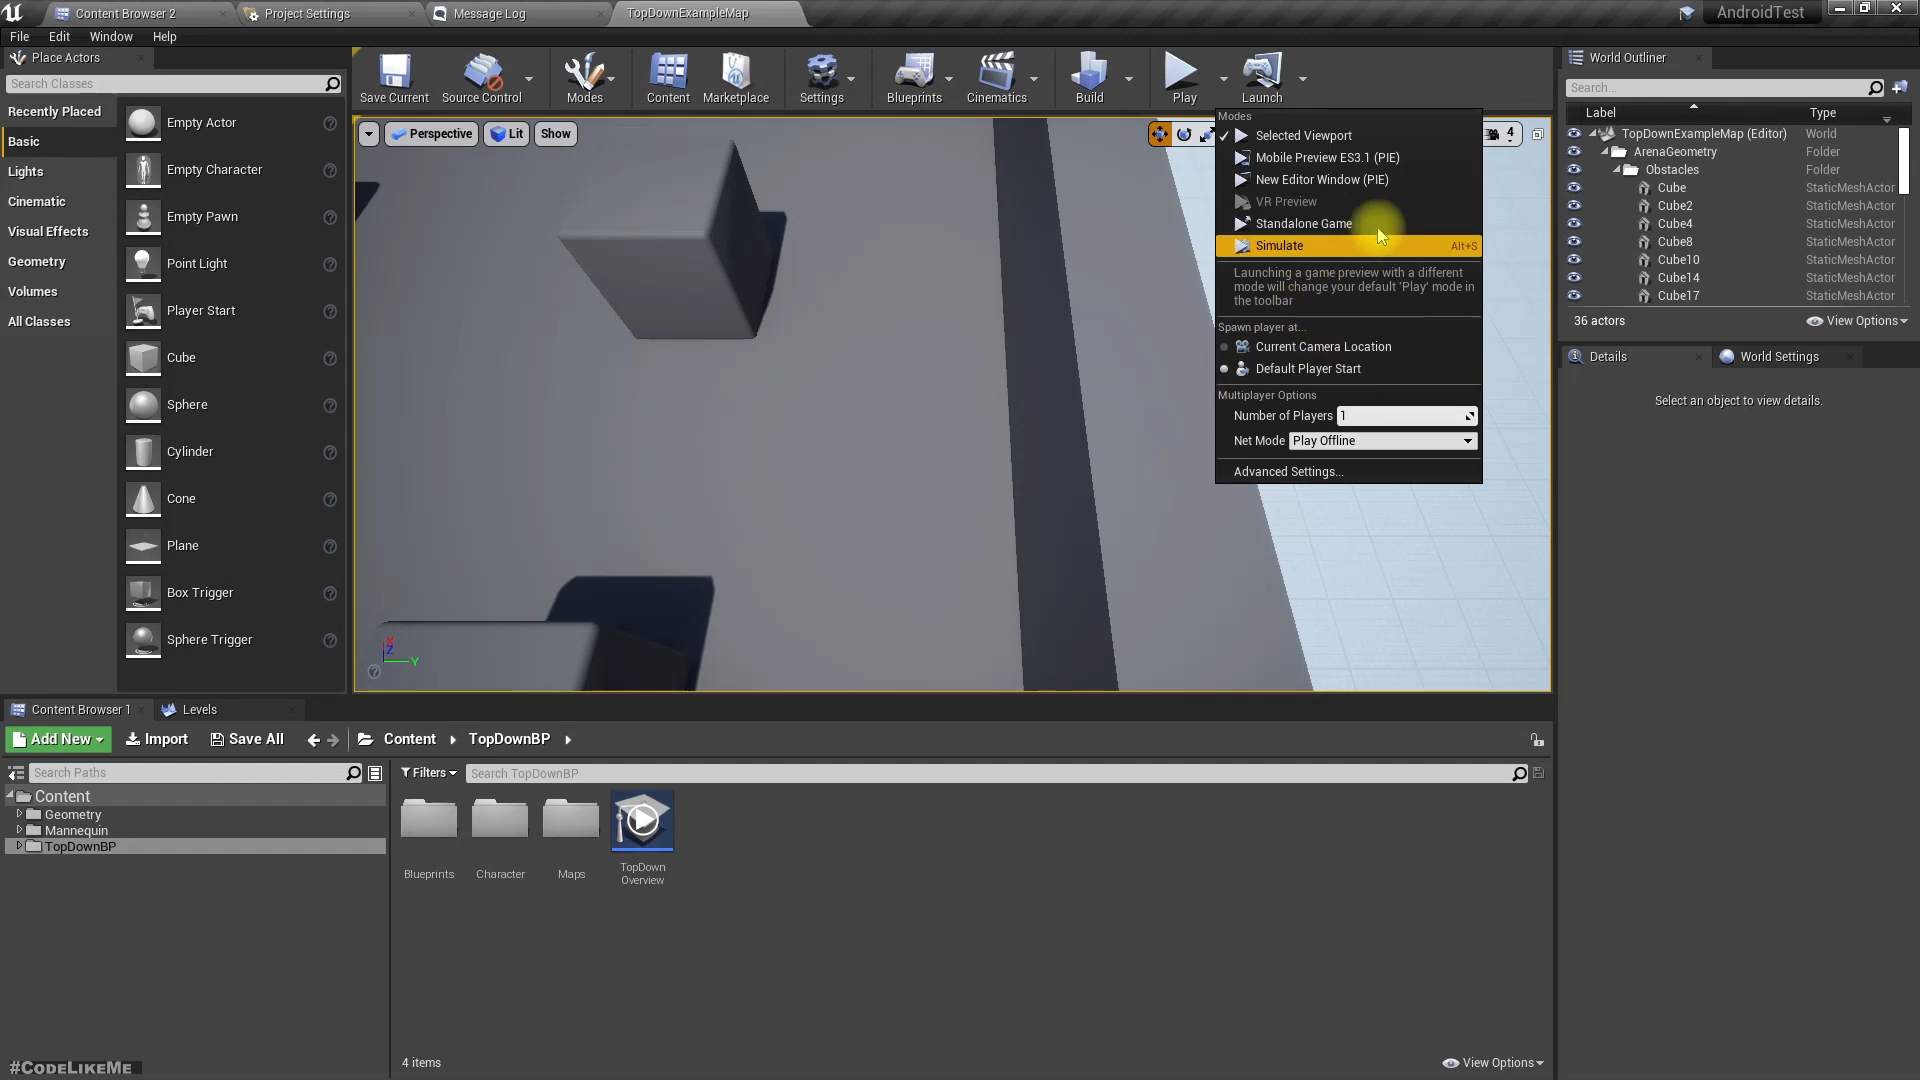 Content Browser 2
Project Settings
Message Log
TopDownExampleMap
AndroidTest
File Edit Window Help
Place Actors
Search Classes
Recently Placed
Basic
Lights
Cinematic
Visual Effects
Geometry
Volumes
All Classes
Empty Actor
Empty Character
Empty Pawn
Point Light
Player Start
Cube
Sphere
Cylinder
Cone
Plane
Box Trigger
Sphere Trigger
Save Current
Source Control
Modes
Content
Marketplace
Settings
Blueprints
Cinematics
Build
Play
Launch
Perspective
Lit
Show
4
X
Z
Y
Modes
Selected Viewport
Mobile Preview ES3.1 (PIE)
New Editor Window (PIE)
VR Preview
Standalone Game
Simulate Alt+S
Launching a game preview with a different
mode will change your default 'Play' mode in
the toolbar
Spawn player at...
Current Camera Location
Default Player Start
Multiplayer Options
Number of Players 1
Net Mode Play Offline
Advanced Settings...
World Outliner
Search...
Label Type
TopDownExampleMap (Editor) World
ArenaGeometry Folder
Obstacles Folder
Cube StaticMeshActor
Cube2 StaticMeshActor
Cube4 StaticMeshActor
Cube8 StaticMeshActor
Cube10 StaticMeshActor
Cube14 StaticMeshActor
Cube17 StaticMeshActor
36 actors
View Options
Details
World Settings
Select an object to view details.
Content Browser 1
Levels
Add New
Import
Save All
Content
TopDownBP
Search Paths
Filters
Search TopDownBP
Content
Geometry
Mannequin
TopDownBP
Blueprints
Character
Maps
TopDown
Overview
4 items
View Options
#CodeLikeMe